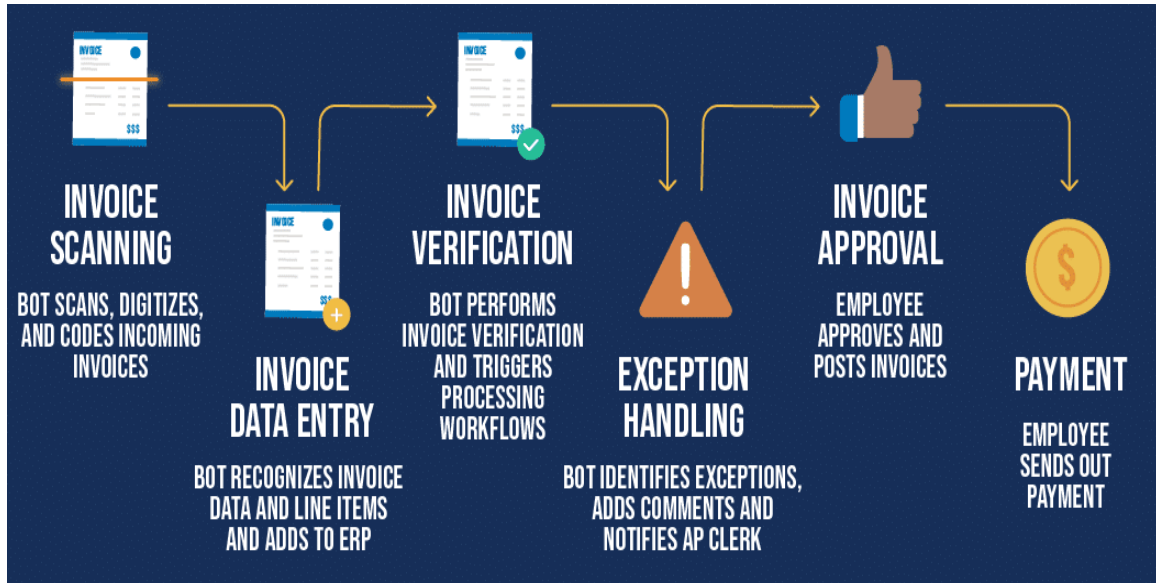 INVOICE
$$$
INVOICE
SCANNING
BOT SCANS, DIGITIZES,
AND CODES INCOMING
INVOICES
INVOICE
$$$
INVOICE
DATA ENTRY
BOT RECOGNIZES INVOICE
DATA AND LINE ITEMS
AND ADDS TO ERP
INVOICE
$$$
INVOICE
VERIFICATION
BOT PERFORMS
INVOICE VERIFICATION
AND TRIGGERS
PROCESSING
WORKFLOWS
!
EXCEPTION
HANDLING
BOT IDENTIFIES EXCEPTIONS,
ADDS COMMENTS AND
NOTIFIES AP CLERK
INVOICE
APPROVAL
EMPLOYEE
APPROVES AND
POSTS INVOICES
$
PAYMENT
EMPLOYEE
SENDS OUT
PAYMENT